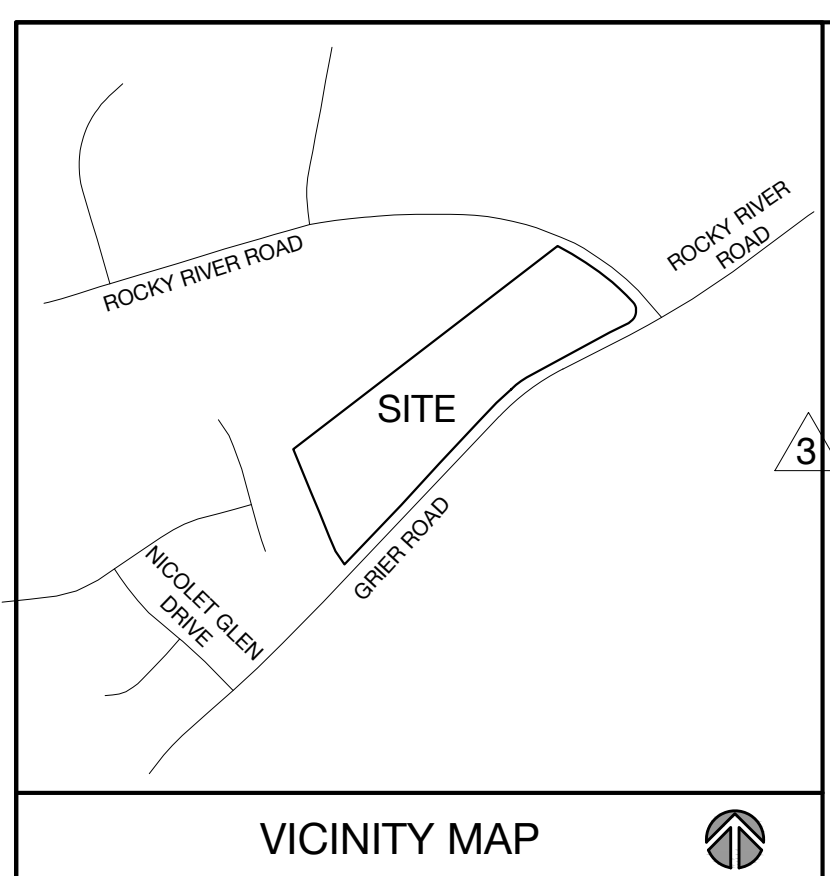 ROCKY RIVER
ROAD
ROCKY RIVER ROAD
SITE
3
GRIER ROAD
NICOLET GLEN
DRIVE
VICINITY MAP